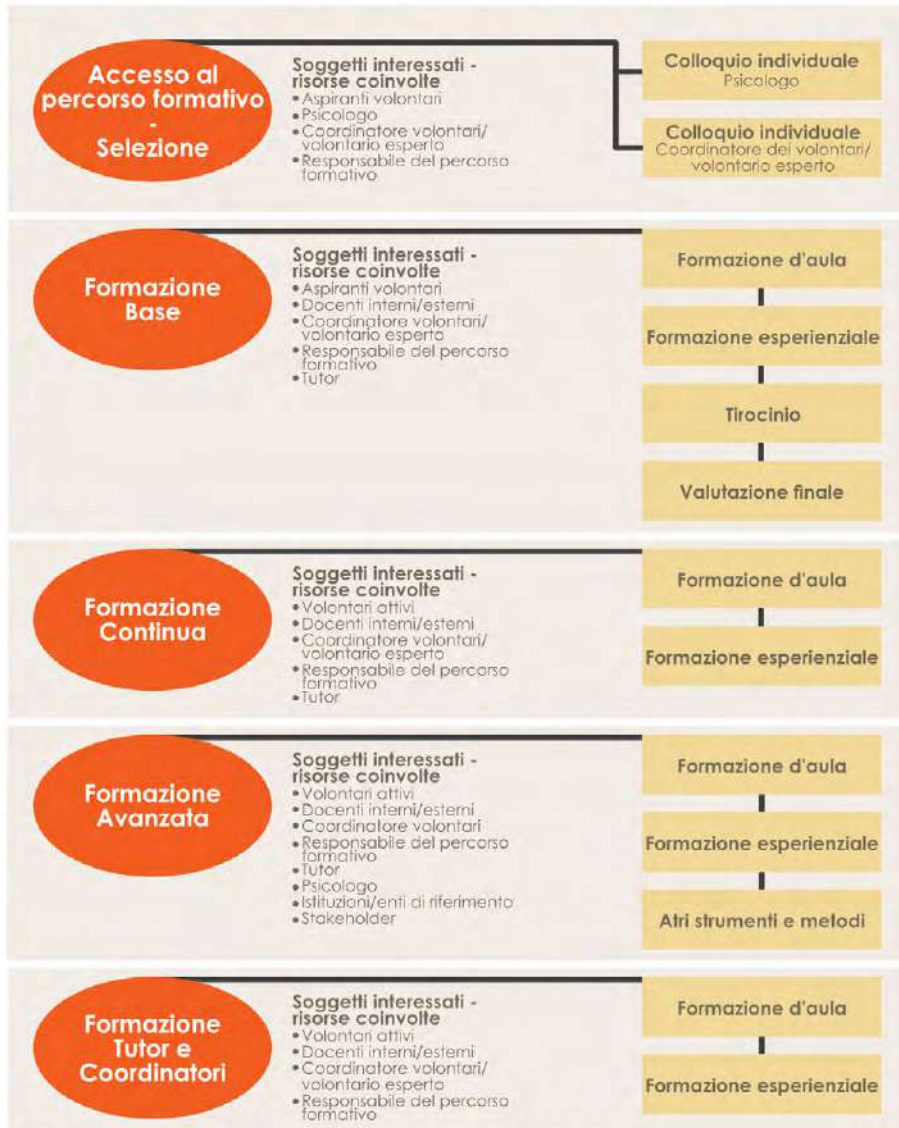 Accesso al
percorso formativo
-
Selezione
Soggetti interessati -
risorse coinvolte
• Aspiranti volontari
• Psicologo
• Coordinatore volontari/
volontario esperto
• Responsabile del percorso
formativo
Colloquio individuale
Psicologo
Colloquio individuale
Coordinatore dei volontari/
volontario esperto
Formazione
Base
Soggetti interessati -
risorse coinvolte
• Aspiranti volontari
• Docenti interni/esterni
• Coordinatore volontari/
volontario esperto
• Responsabile del percorso
formativo
• Tutor
Formazione d'aula
Formazione esperienziale
Tirocinio
Valutazione finale
Formazione
Continua
Soggetti interessati -
risorse coinvolte
• Volontari attivi
• Docenti interni/esterni
• Coordinatore volontari/
volontario esperto
• Responsabile del percorso
formativo
• Tutor
Formazione d'aula
Formazione esperienziale
Formazione
Avanzata
Soggetti interessati -
risorse coinvolte
• Volontari attivi
• Docenti interni/esterni
• Coordinatore volontari
• Responsabile del percorso
formativo
• Tutor
• Psicologo
• Istituzioni/enti di riferimento
• Stakeholder
Formazione d'aula
Formazione esperienziale
Atri strumenti e metodi
Formazione
Tutor e
Coordinatori
Soggetti interessati -
risorse coinvolte
• Volontari attivi
• Docenti interni/esterni
• Coordinatore volontari/
volontario esperto
• Responsabile del percorso
formativo
Formazione d'aula
Formazione esperienziale